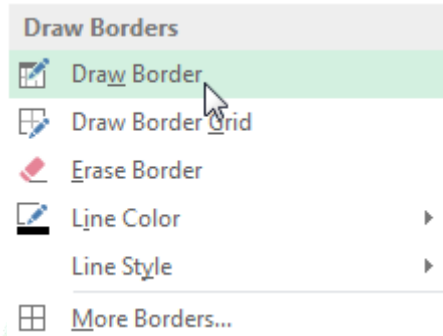 Draw Borders
Draw Border
Draw Border Grid
Erase Border
Line Color
Line Style
More Borders...